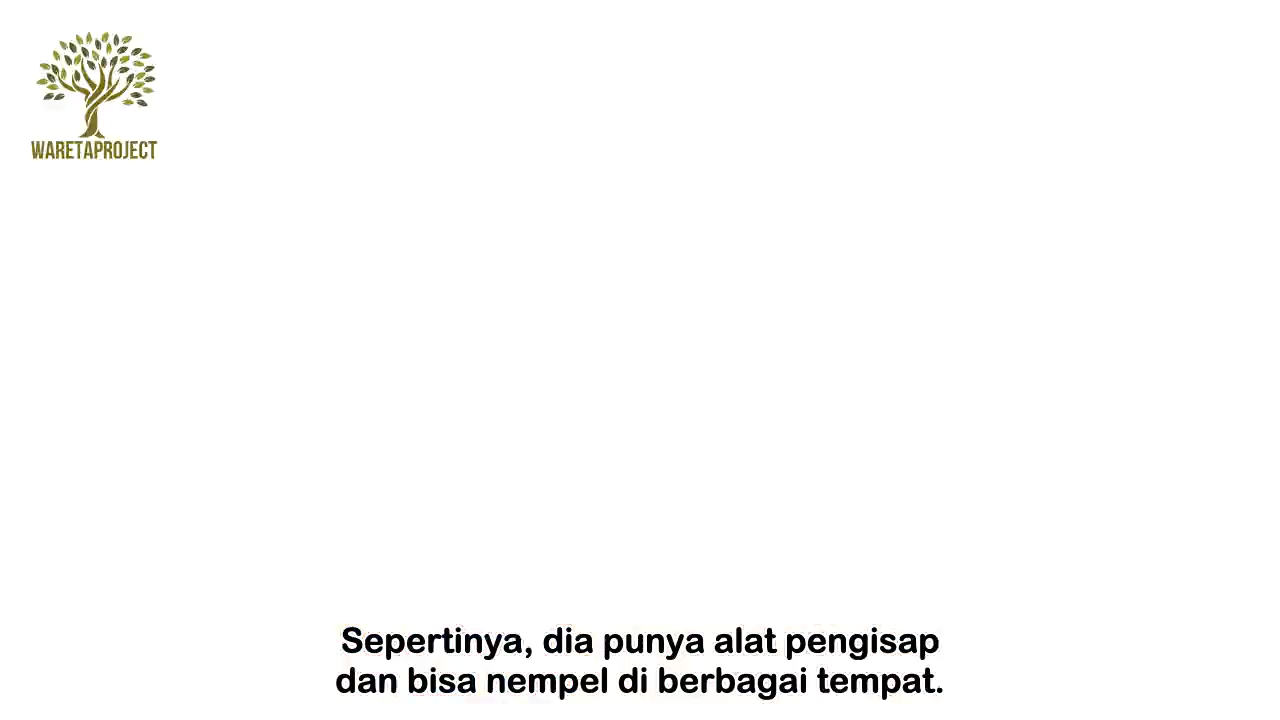 WARETAPROJECT
Sepertinya, dia punya alat pengisap
dan bisa nempel di berbagai tempat.